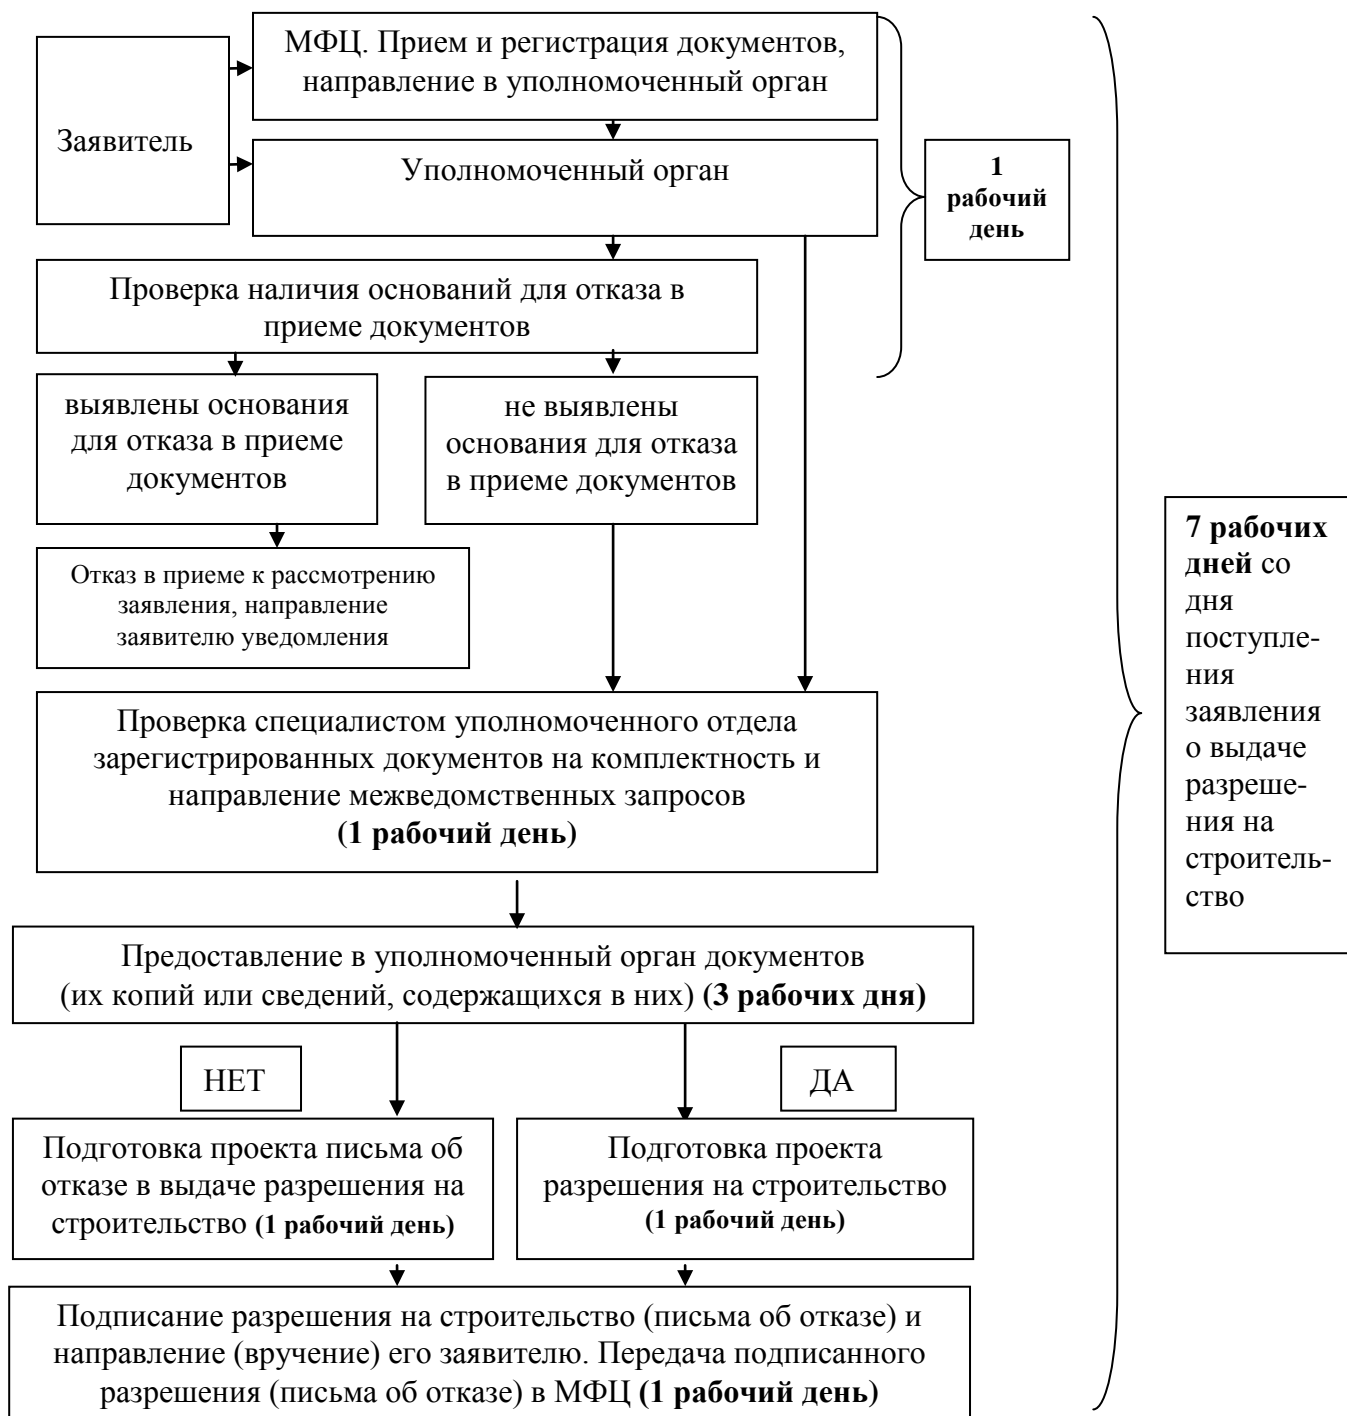 МФЦ. Прием и регистрация документов,
направление в уполномоченный орган
Заявитель
Уполномоченный орган
1
рабочий
день
Проверка наличия оснований для отказа в
приеме документов
выявлены основания
для отказа в приеме
документов
не выявлены
основания для отказа
в приеме документов
Отказ в приеме к рассмотрению
заявления, направление
заявителю уведомления
7 рабочих
дней со
дня
поступле-
ния
заявления
о выдаче
разреше-
ния на
строитель-
ство
Проверка специалистом уполномоченного отдела
зарегистрированных документов на комплектность и
направление межведомственных запросов
(1 рабочий день)
Предоставление в уполномоченный орган документов
(их копий или сведений, содержащихся в них) (3 рабочих дня)
НЕТ
ДА
Подготовка проекта письма об
отказе в выдаче разрешения на
строительство (1 рабочий день)
Подготовка проекта
разрешения на строительство
(1 рабочий день)
Подписание разрешения на строительство (письма об отказе) и
направление (вручение) его заявителю. Передача подписанного
разрешения (письма об отказе) в МФЦ (1 рабочий день)